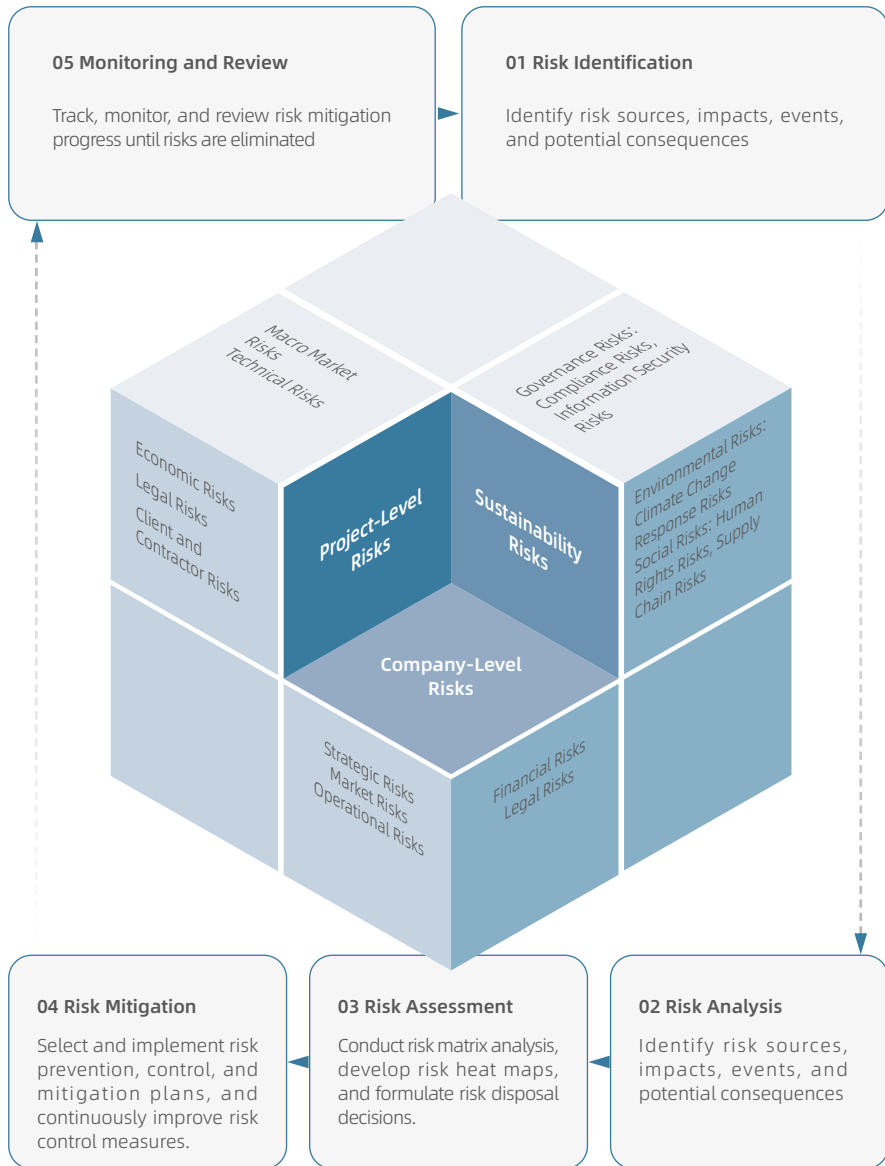 05 Monitoring and Review
Track, monitor, and review risk mitigation
progress until risks are eliminated
01 Risk Identification
Identify risk sources, impacts, events,
and potential consequences
Macro Market
Risks
Technical Risks
Governance Risks:
Compliance Risks,
Information Security
Risks
Economic Risks
Legal Risks
Client and
Contractor Risks
Project-Level
Risks
Sustainability
Risks
Environmental Risks:
Climate Change
Response Risks
Social Risks: Human
Rights Risks, Supply
Chain Risks
Company-Level
Risks
Strategic Risks
Market Risks
Operational Risks
Financial Risks
Legal Risks
04 Risk Mitigation
Select and implement risk
prevention, control, and
mitigation plans, and
continuously improve risk
control measures.
03 Risk Assessment
Conduct risk matrix analysis,
develop risk heat maps,
and formulate risk disposal
decisions.
02 Risk Analysis
Identify risk sources,
impacts, events, and
potential consequences